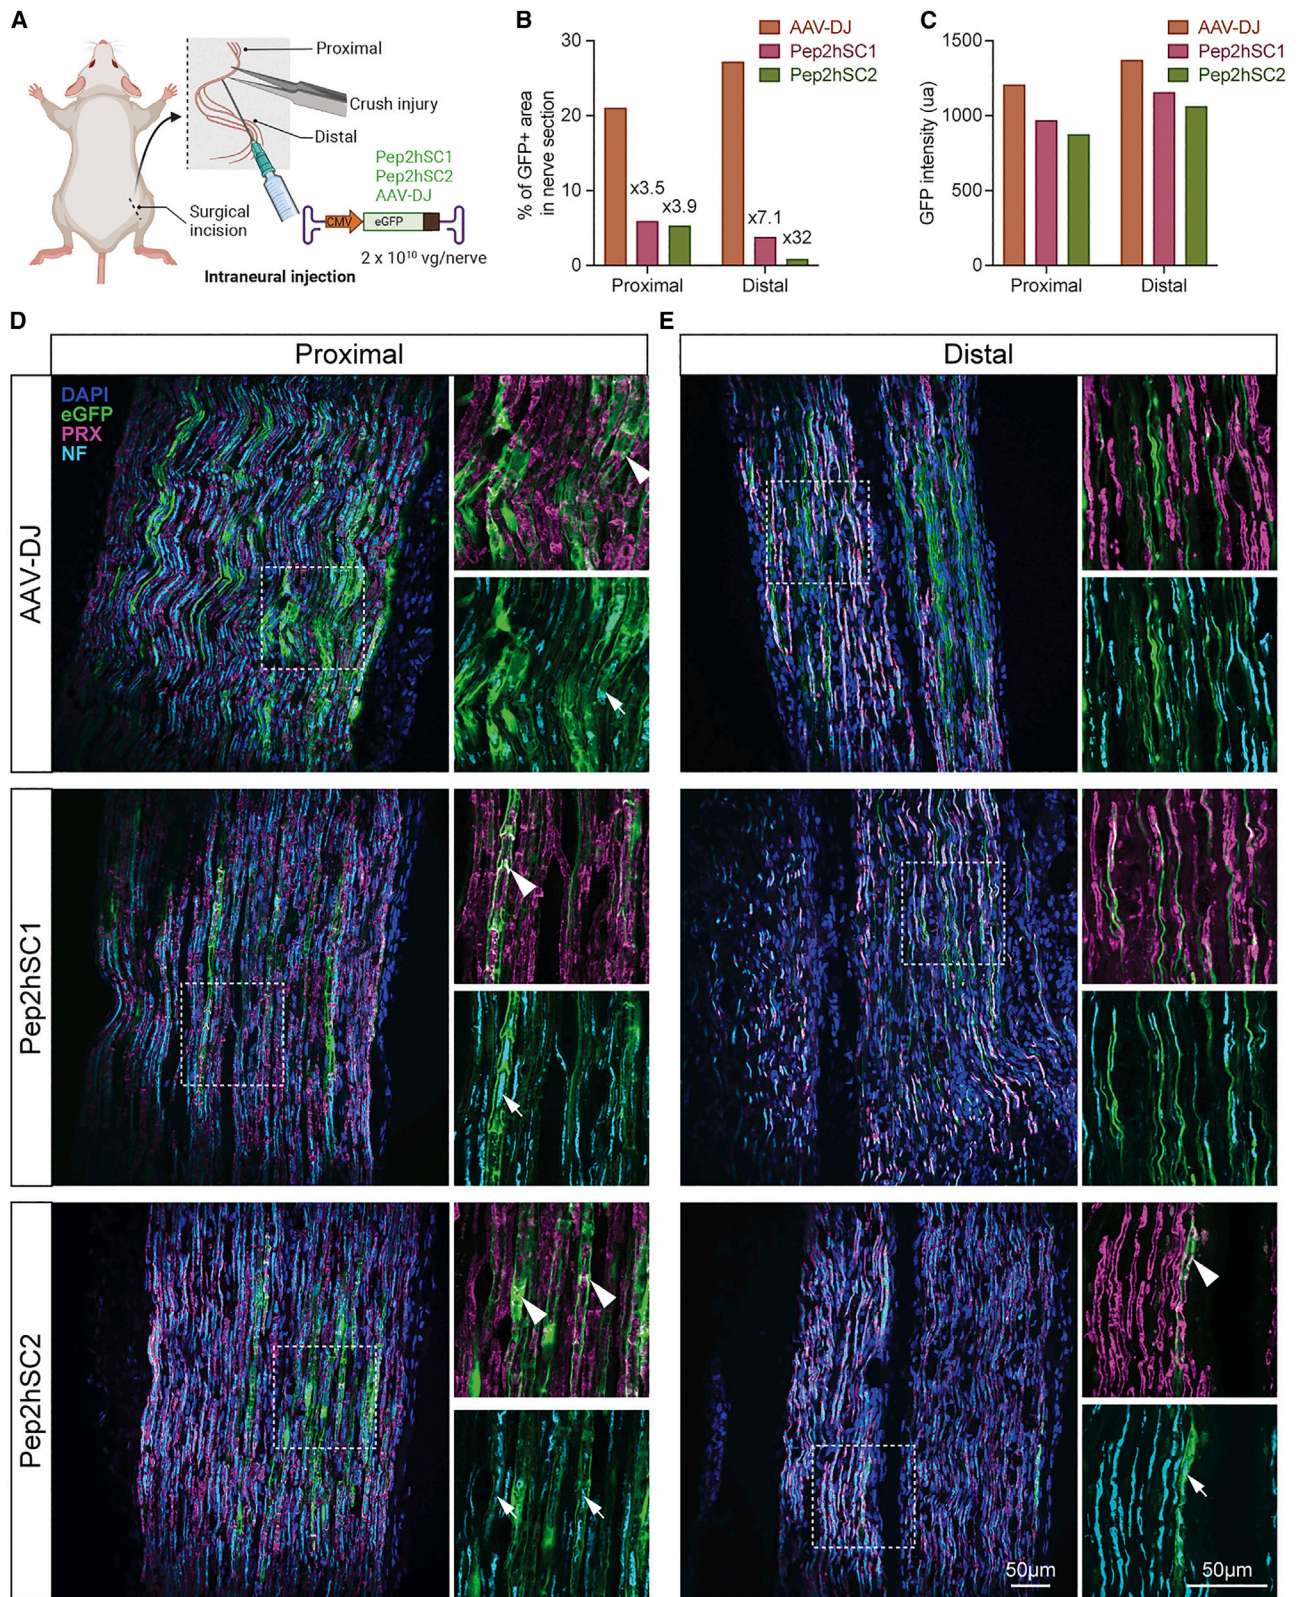 A
Proximal
Crush injury
Distal
Pep2hSC1
Pep2hSC2
AAV-DJ
Surgical
incision
CMV
eGFP
2 x 10¹⁰ vg/nerve
Intraneural injection
B
AAV-DJ
Pep2hSC1
Pep2hSC2
% of GFP+ area
in nerve section
30
20
10
0
x3.5
x3.9
x7.1
x32
Proximal
Distal
C
AAV-DJ
Pep2hSC1
Pep2hSC2
GFP intensity (ua)
1500
1000
500
0
Proximal
Distal
D
Proximal
E
Distal
AAV-DJ
DAPI
eGFP
PRX
NF
Pep2hSC1
Pep2hSC2
50µm
50µm